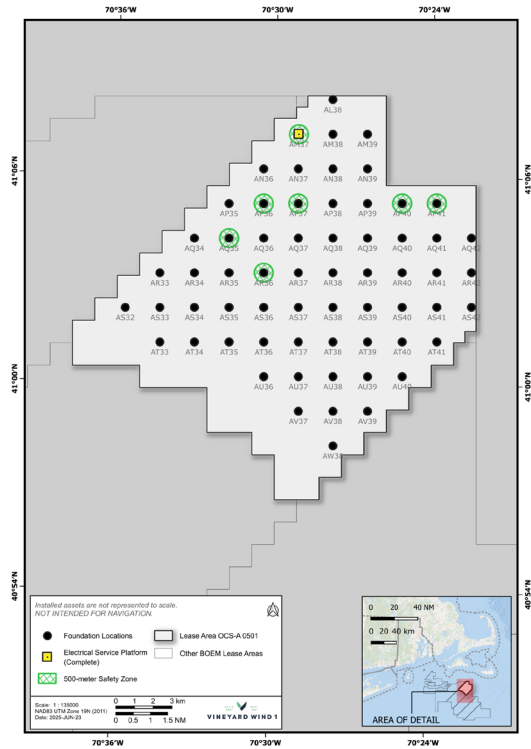 70°36'W 70°30'W 70°24'W
41°06'N 41°06'N
AL38
AM37 AM38 AM39
AN36 AN37 AN38 AN39
AP35 AP36 AP37 AP38 AP39 AP40 AP41
AQ34 AQ35 AQ36 AQ37 AQ38 AQ39 AQ40 AQ41 AQ42
AR33 AR34 AR35 AR36 AR37 AR38 AR39 AR40 AR41 AR42
AS32 AS33 AS34 AS35 AS36 AS37 AS38 AS39 AS40 AS41 AS42
AT33 AT34 AT35 AT36 AT37 AT38 AT39 AT40 AT41
41°00'N 41°00'N
AU36 AU37 AU38 AU39 AU40
AV37 AV38 AV39
AW38
40°54'N 40°54'N
Installed assets are not represented to scale.
NOT INTENDED FOR NAVIGATION.
Foundation Locations
Electrical Service Platform
(Complete)
500-meter Safety Zone
Lease Area OCS-A 0501
Other BOEM Lease Areas
Scale: 1 : 135000
NAD83 UTM Zone 19N (2011)
Date: 2025-JUN-23
0 1 2 3 km
0 0.5 1 1.5 NM
VINEYARD WIND 1
0 20 40 NM
0 20 40 km
AREA OF DETAIL
70°36'W 70°30'W 70°24'W